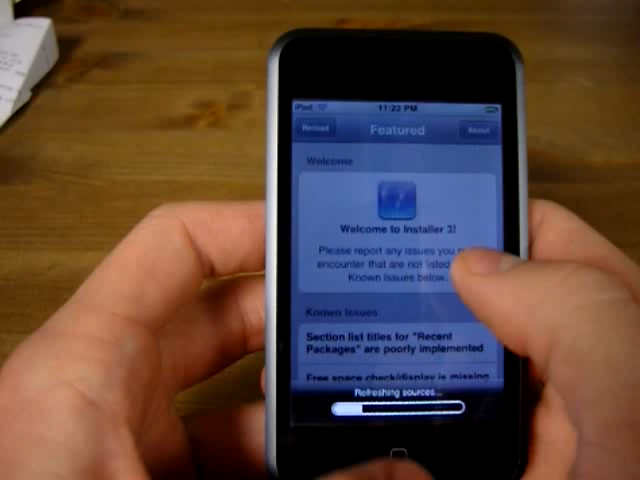 iPod 11:22 PM
Reload Featured About
Welcome
Welcome to Installer 3!
Please report any issues you
encounter that are not listed
Known Issues below.
Known Issues
Section list titles for "Recent
Packages" are poorly implemented
Free space check/display is missing
Refreshing sources...